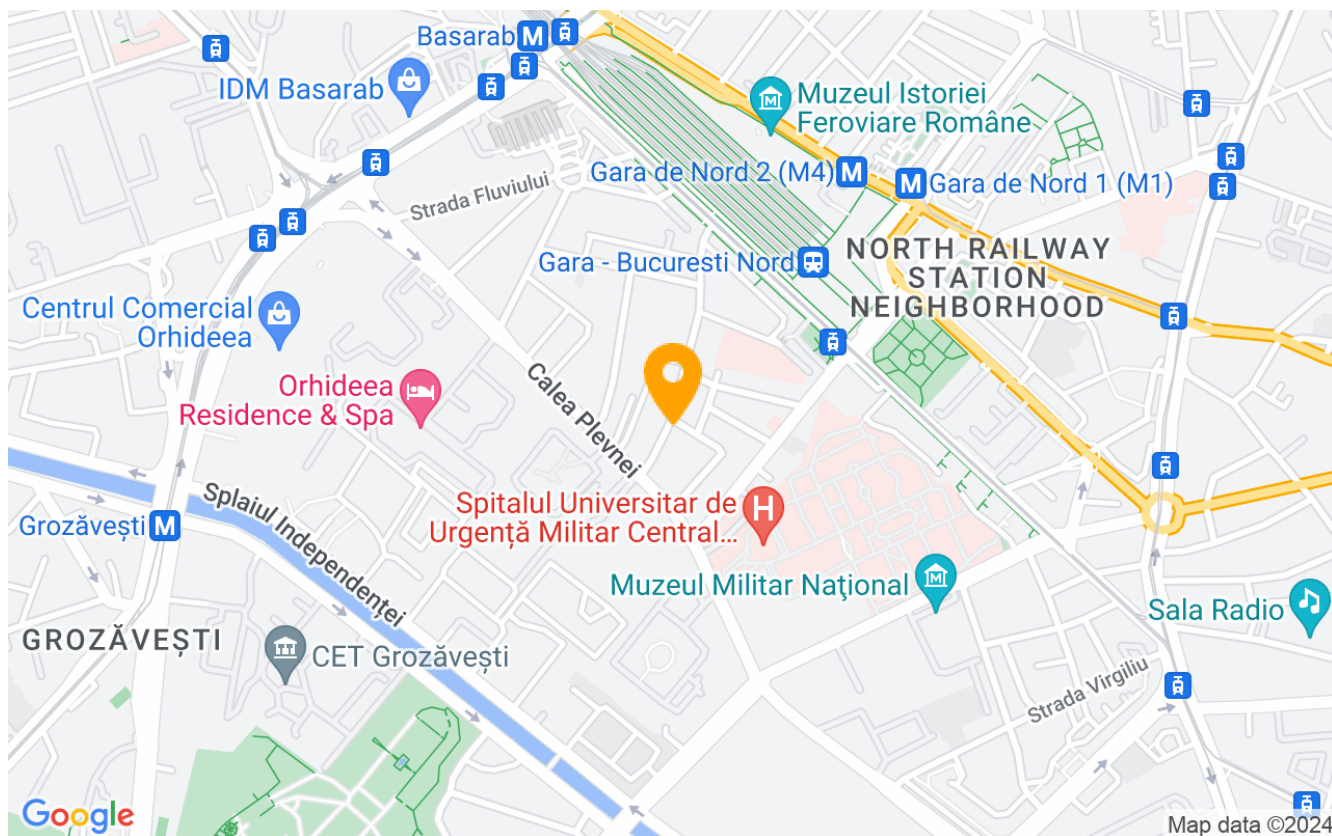 Basarab
IDM Basarab
Muzeul Istoriei
Feroviare Române
Gara de Nord 2 (M4)
Gara de Nord 1 (M1)
Strada Fluviului
Gara - Bucuresti Nord
NORTH RAILWAY
STATION
NEIGHBORHOOD
Centrul Comercial
Orhideea
Orhideea
Residence & Spa
Calea Plevnei
Spitalul Universitar de
Urgență Militar Central...
Splaiul Independenței
Grozăvești
Muzeul Militar Naţional
Sala Radio
GROZĂVEȘTI
CET Grozăvești
Strada Virgiliu
Google
Map data ©2024